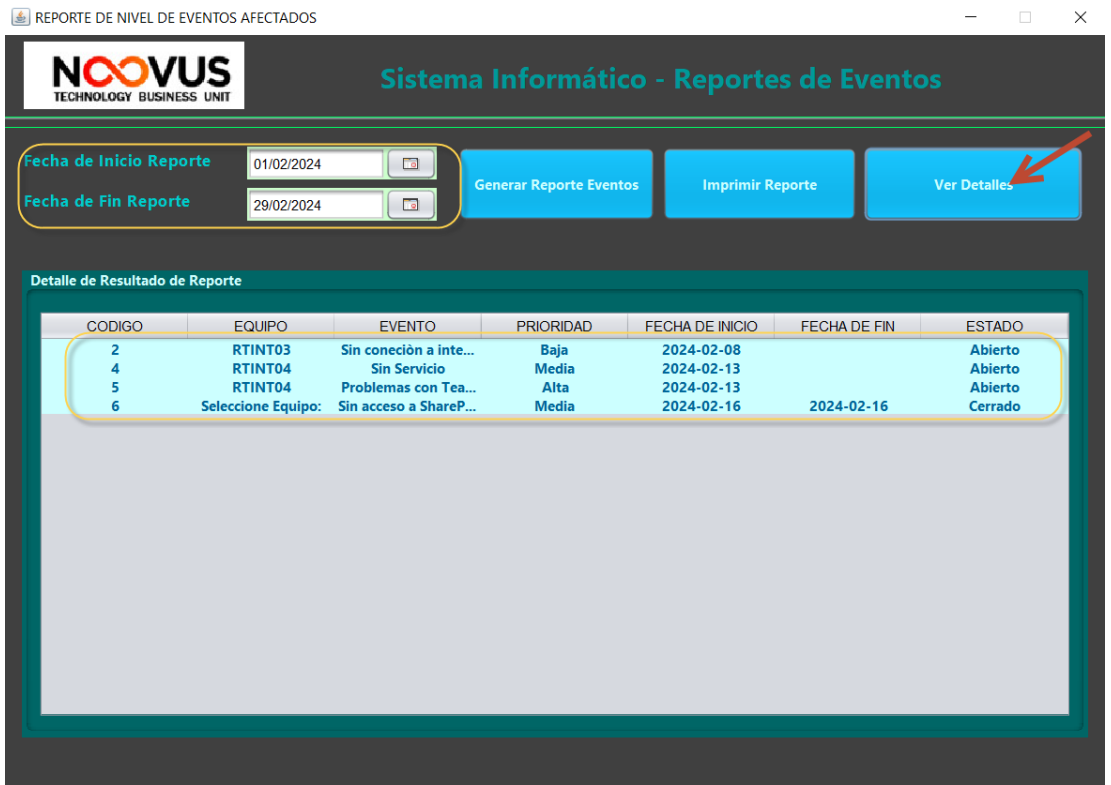 REPORTE DE NIVEL DE EVENTOS AFECTADOS
NOOVUS
TECHNOLOGY BUSINESS UNIT
Sistema Informático - Reportes de Eventos
Fecha de Inicio Reporte 01/02/2024
Fecha de Fin Reporte 29/02/2024
Generar Reporte Eventos Imprimir Reporte Ver Detalles
Detalle de Resultado de Reporte
CODIGO EQUIPO EVENTO PRIORIDAD FECHA DE INICIO FECHA DE FIN ESTADO
2 RTINT03 Sin coneciòn a inte... Baja 2024-02-08 Abierto
4 RTINT04 Sin Servicio Media 2024-02-13 Abierto
5 RTINT04 Problemas con Tea... Alta 2024-02-13 Abierto
6 Seleccione Equipo: Sin acceso a ShareP... Media 2024-02-16 2024-02-16 Cerrado